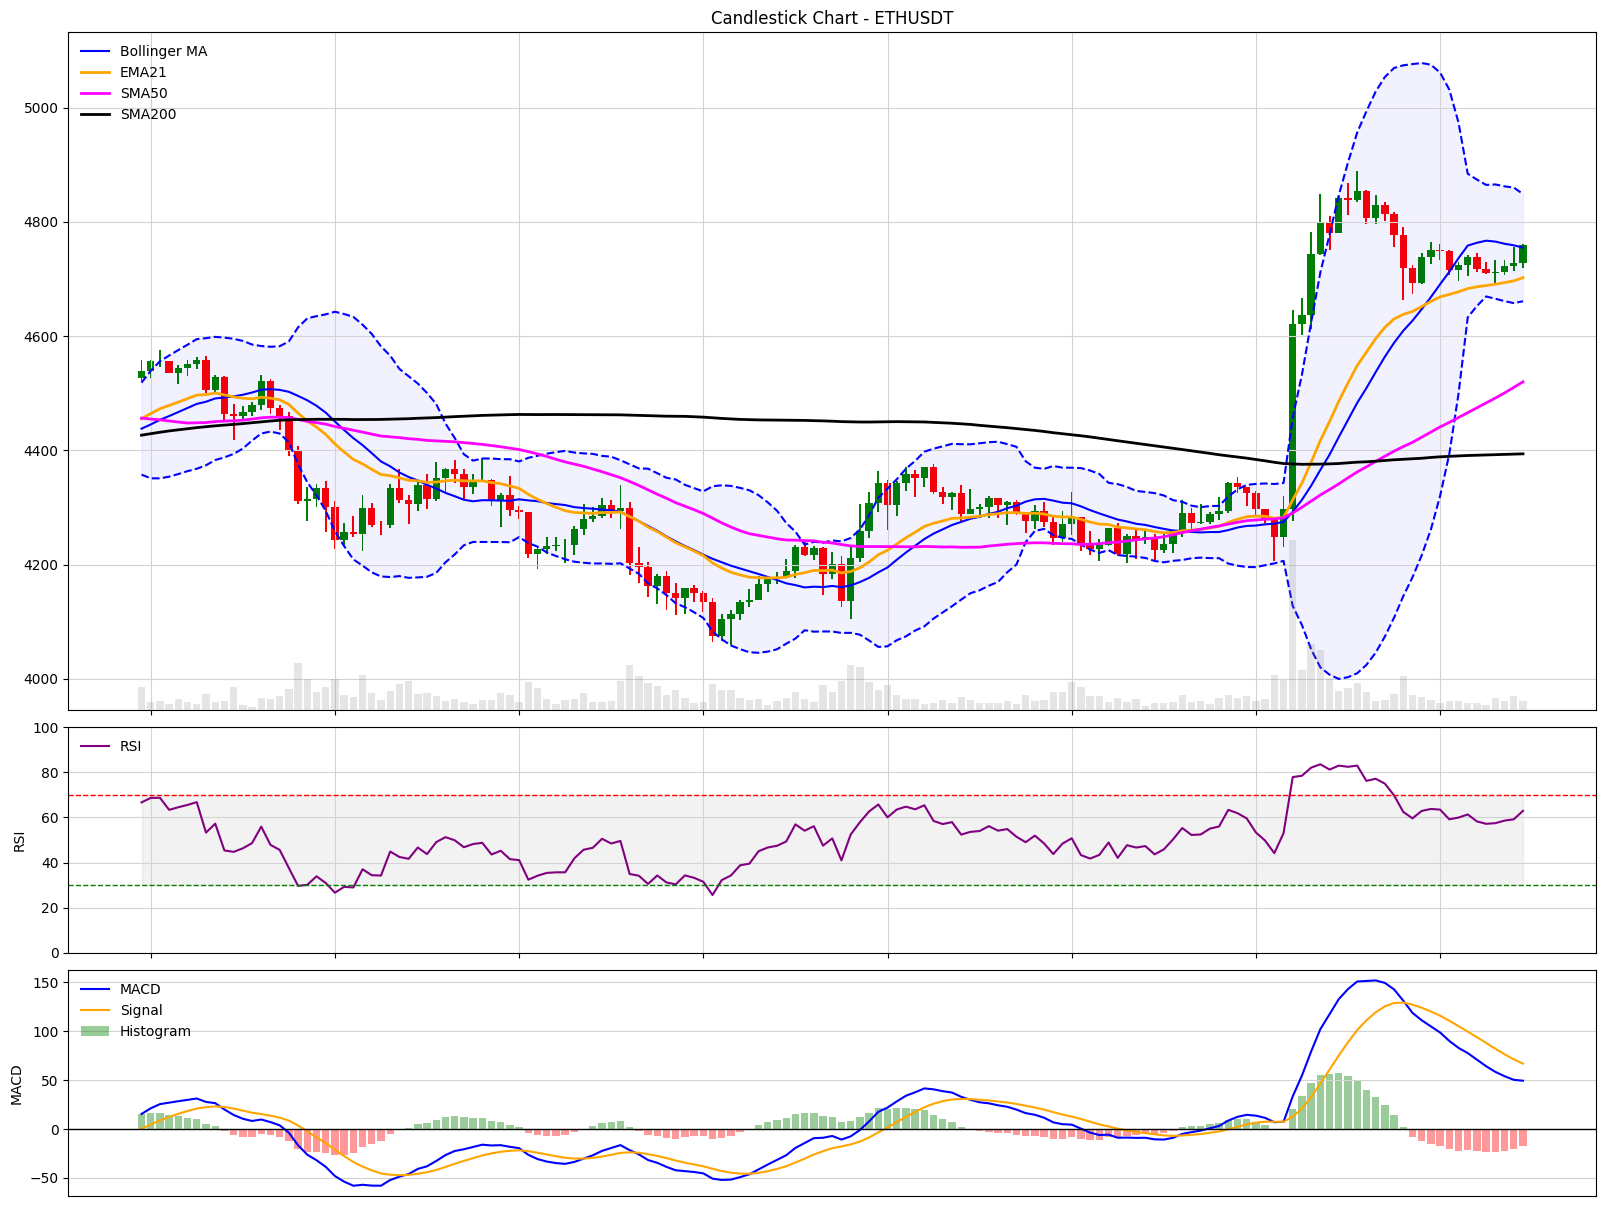 Candlestick Chart - ETHUSDT
Bollinger MA
EMA21
SMA50
SMA200
5000
4800
4600
4400
4200
4000
RSI
100
80
60
40
20
0
RSI
MACD
Signal
Histogram
150
100
50
0
−50
MACD